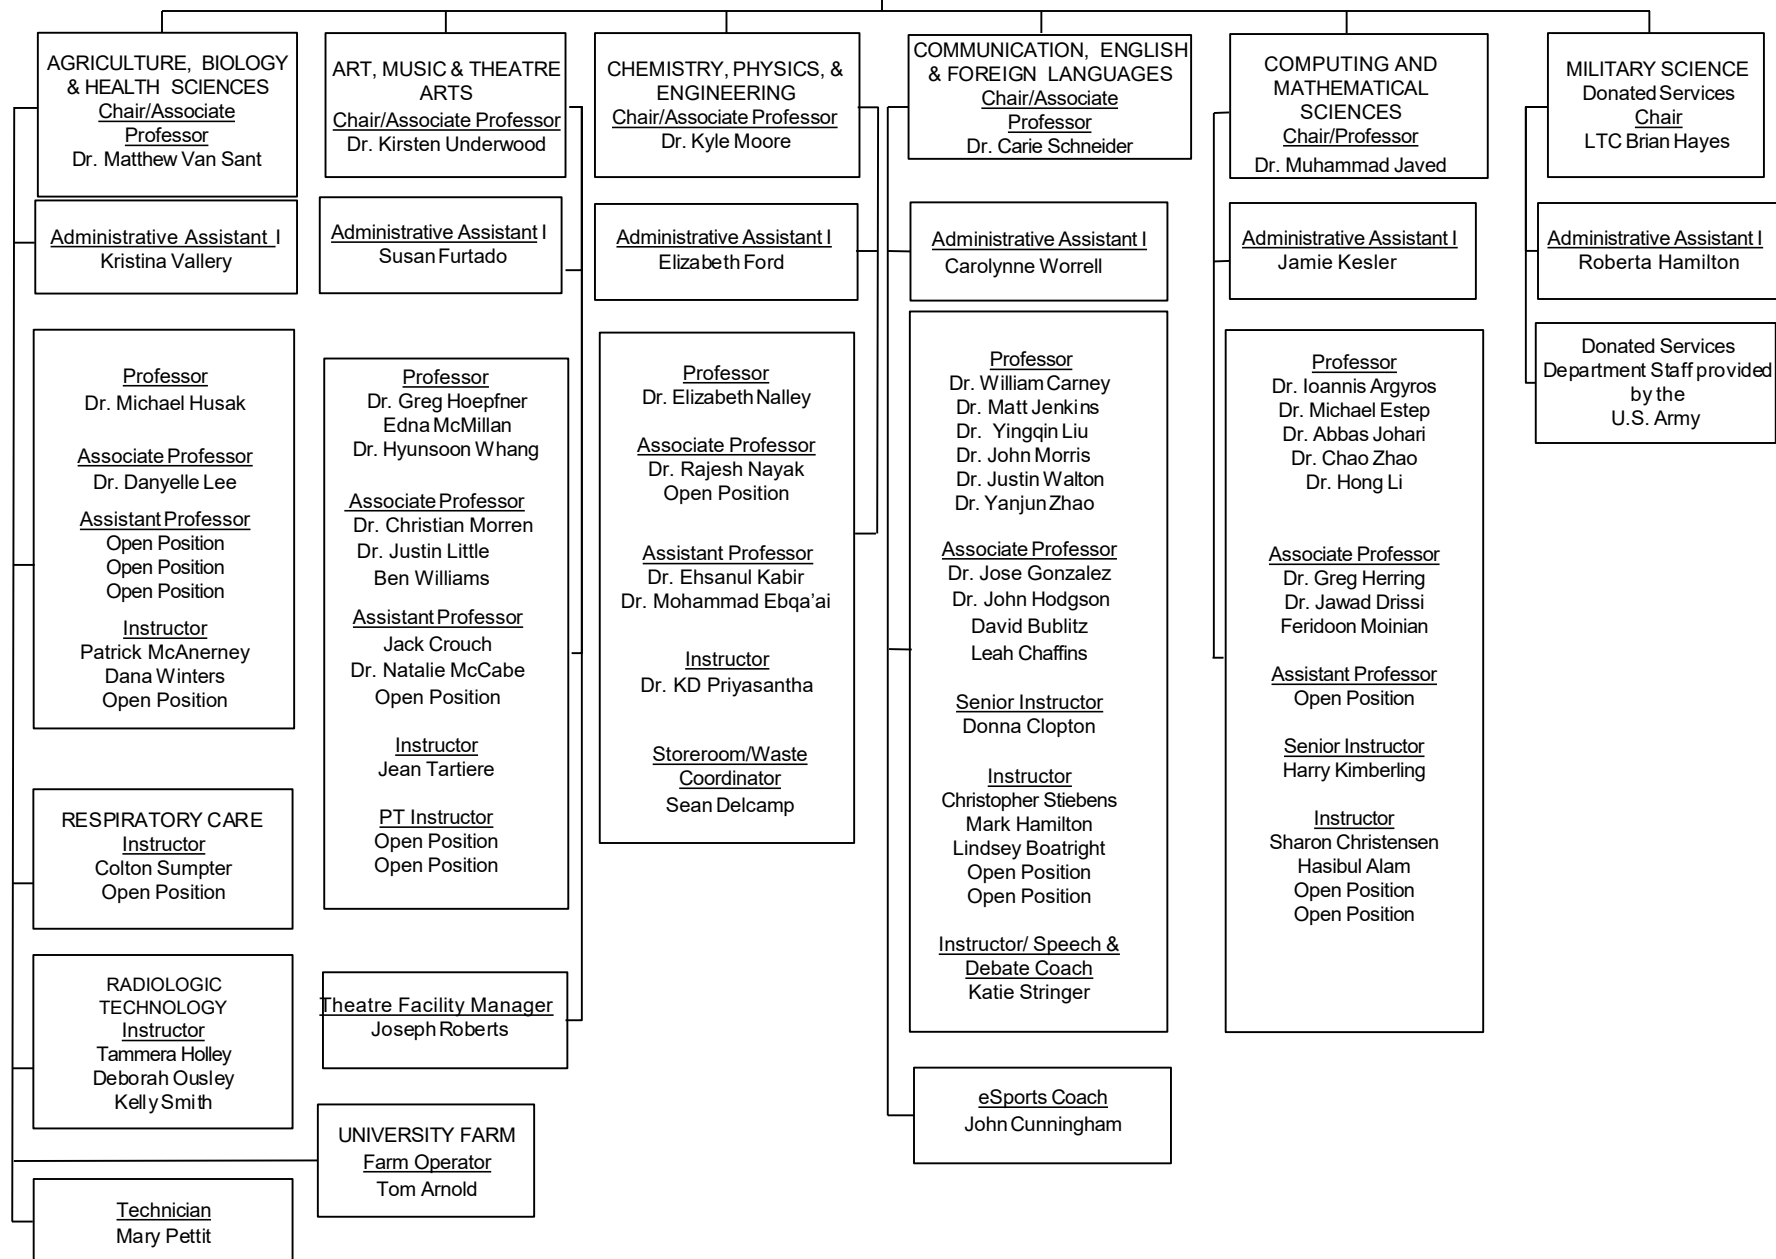 AGRICULTURE, BIOLOGY
& HEALTH SCIENCES
Chair/Associate
Professor
Dr. Matthew Van Sant
Administrative Assistant I
Kristina Vallery
Professor
Dr. Michael Husak
Associate Professor
Dr. Danyelle Lee
Assistant Professor
Open Position
Open Position
Open Position
Instructor
Patrick McAnerney
Dana Winters
Open Position
RESPIRATORY CARE
Instructor
Colton Sumpter
Open Position
RADIOLOGIC
TECHNOLOGY
Instructor
Tammera Holley
Deborah Ousley
Kelly Smith
UNIVERSITY FARM
Farm Operator
Tom Arnold
Technician
Mary Pettit
ART, MUSIC & THEATRE
ARTS
Chair/Associate Professor
Dr. Kirsten Underwood
Administrative Assistant I
Susan Furtado
Professor
Dr. Greg Hoepfner
Edna McMillan
Dr. Hyunsoon Whang
Associate Professor
Dr. Christian Morren
Dr. Justin Little
Ben Williams
Assistant Professor
Jack Crouch
Dr. Natalie McCabe
Open Position
Instructor
Jean Tartiere
PT Instructor
Open Position
Open Position
Theatre Facility Manager
Joseph Roberts
CHEMISTRY, PHYSICS, &
ENGINEERING
Chair/Associate Professor
Dr. Kyle Moore
Administrative Assistant I
Elizabeth Ford
Professor
Dr. Elizabeth Nalley
Associate Professor
Dr. Rajesh Nayak
Open Position
Assistant Professor
Dr. Ehsanul Kabir
Dr. Mohammad Ebqa’ai
Instructor
Dr. KD Priyasantha
Storeroom/Waste
Coordinator
Sean Delcamp
COMMUNICATION, ENGLISH
& FOREIGN LANGUAGES
Chair/Associate
Professor
Dr. Carie Schneider
Administrative Assistant I
Carolynne Worrell
Professor
Dr. William Carney
Dr. Matt Jenkins
Dr. Yingqin Liu
Dr. John Morris
Dr. Justin Walton
Dr. Yanjun Zhao
Associate Professor
Dr. Jose Gonzalez
Dr. John Hodgson
David Bublitz
Leah Chaffins
Senior Instructor
Donna Clopton
Instructor
Christopher Stiebens
Mark Hamilton
Lindsey Boatright
Open Position
Open Position
Instructor/ Speech &
Debate Coach
Katie Stringer
eSports Coach
John Cunningham
COMPUTING AND
MATHEMATICAL
SCIENCES
Chair/Professor
Dr. Muhammad Javed
Administrative Assistant I
Jamie Kesler
Professor
Dr. Ioannis Argyros
Dr. Michael Estep
Dr. Abbas Johari
Dr. Chao Zhao
Dr. Hong Li
Associate Professor
Dr. Greg Herring
Dr. Jawad Drissi
Feridoon Moinian
Assistant Professor
Open Position
Senior Instructor
Harry Kimberling
Instructor
Sharon Christensen
Hasibul Alam
Open Position
Open Position
MILITARY SCIENCE
Donated Services
Chair
LTC Brian Hayes
Administrative Assistant I
Roberta Hamilton
Donated Services
Department Staff provided
by the
U.S. Army